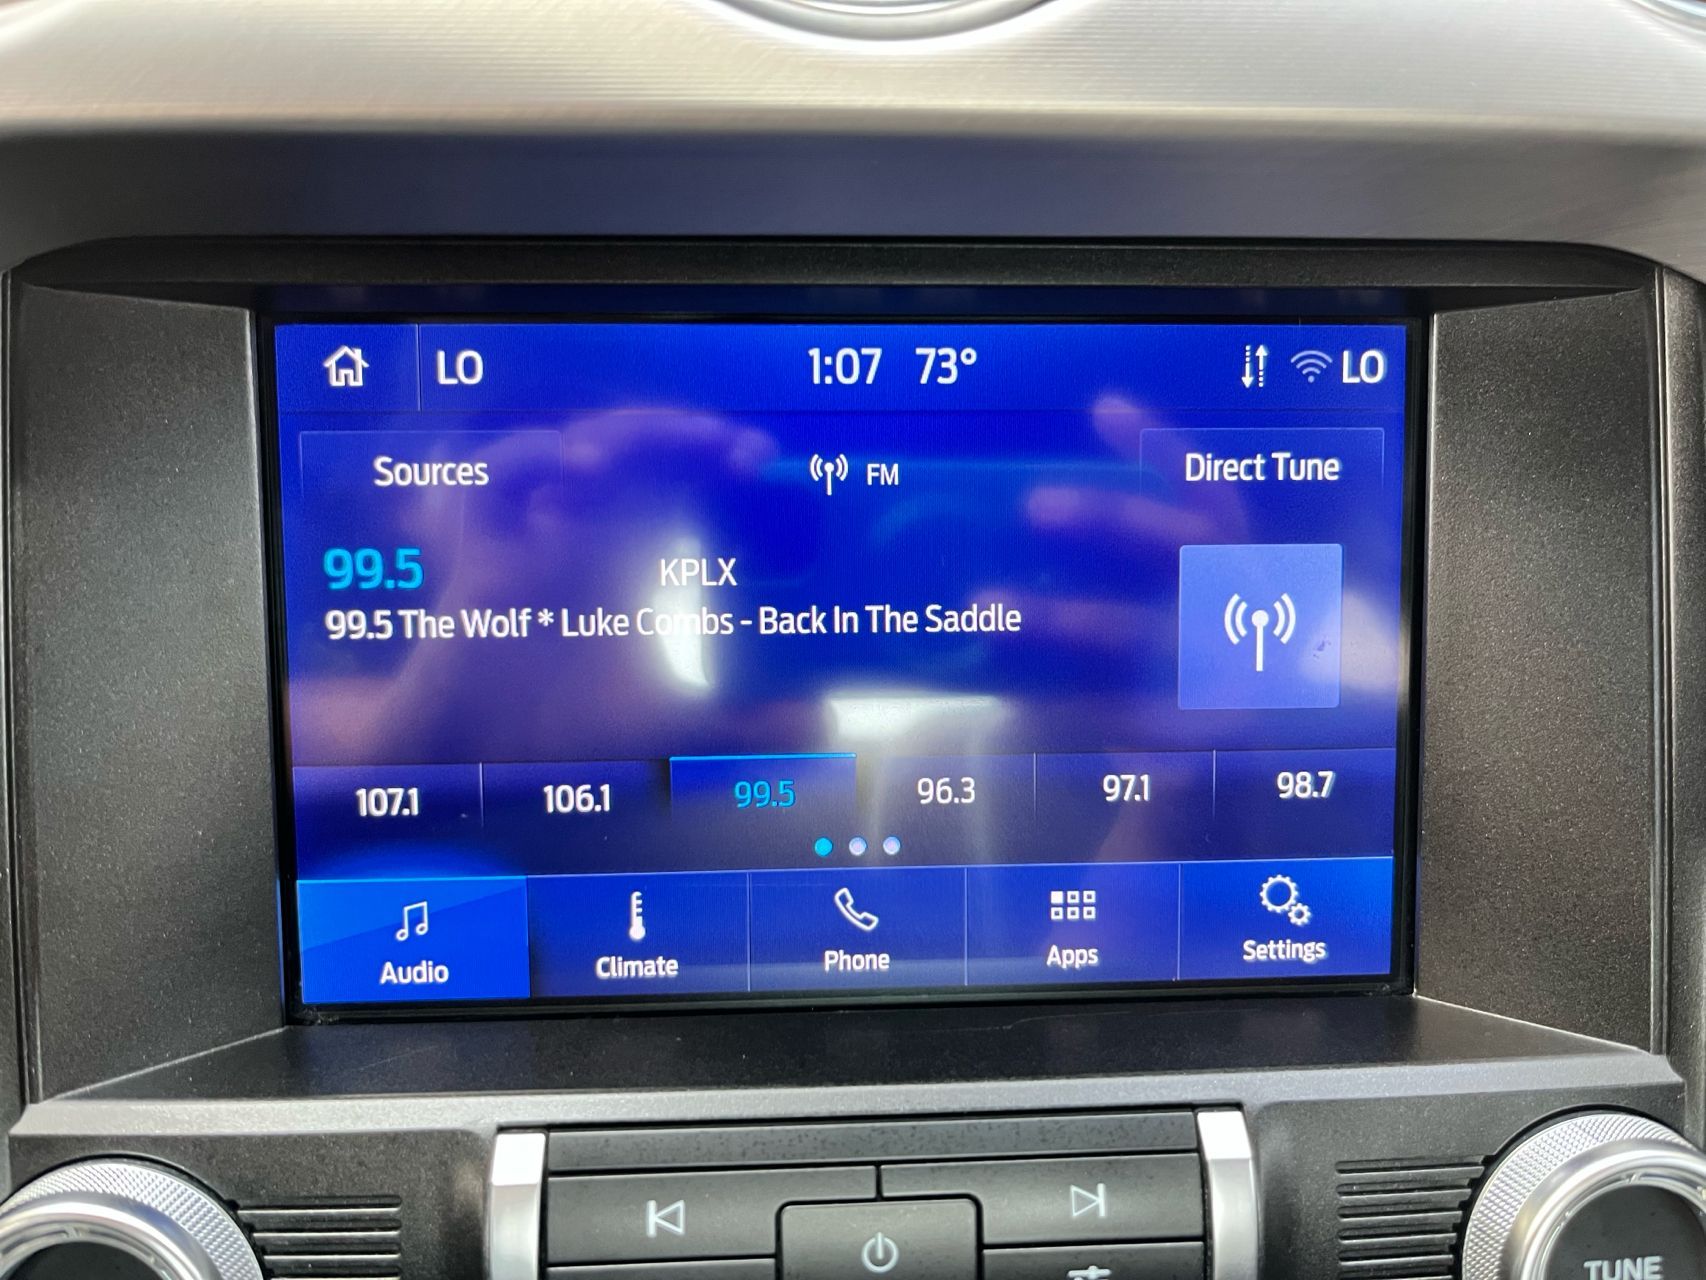 LO 1:07 73° LO
Sources FM Direct Tune
99.5 KPLX
99.5 The Wolf * Luke Combs - Back In The Saddle
107.1 106.1 99.5 96.3 97.1 98.7
Audio Climate Phone Apps Settings
TUNE